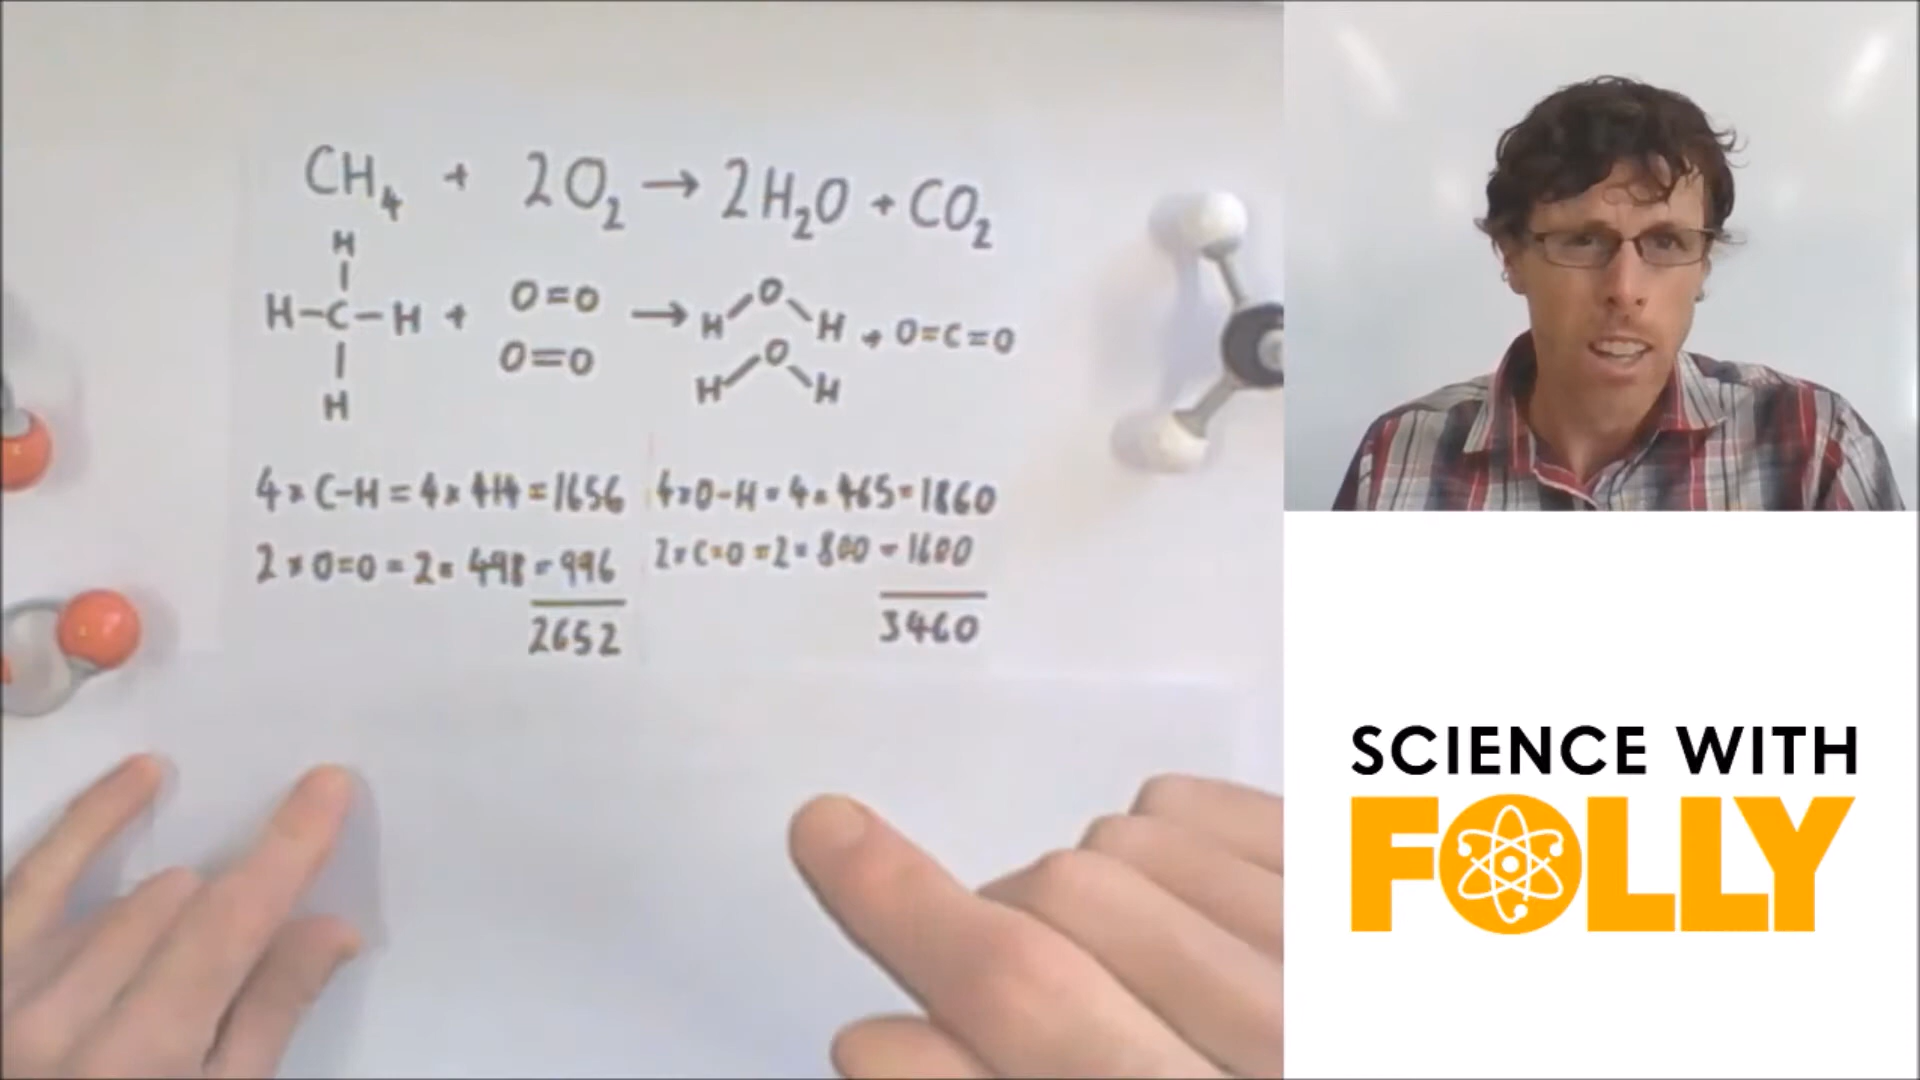 CH₄ + 2O₂ → 2H₂O + CO₂
H
H-C-H + O=O → H O H + O=C=O
O=O H O H
H
4 × C-H = 4 × 414 = 1656
2 × O=O = 2 × 498 = 996
2652
4×O-H = 4 × 465 = 1860
2×C=O = 2 × 800 = 1600
3460
SCIENCE WITH
FOLLY